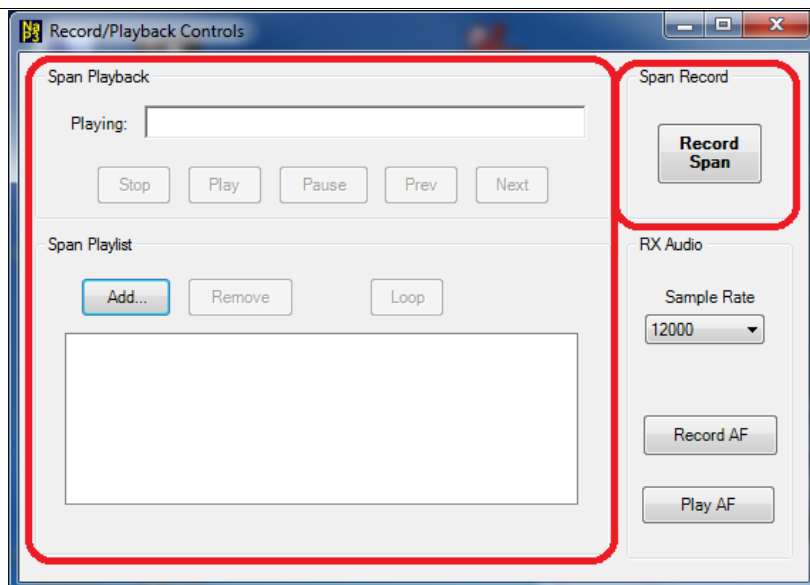 NaP3 Record/Playback Controls
Span Playback
Playing:
Stop Play Pause Prev Next
Span Record
Record
Span
Span Playlist
Add... Remove Loop
RX Audio
Sample Rate
12000
Record AF
Play AF